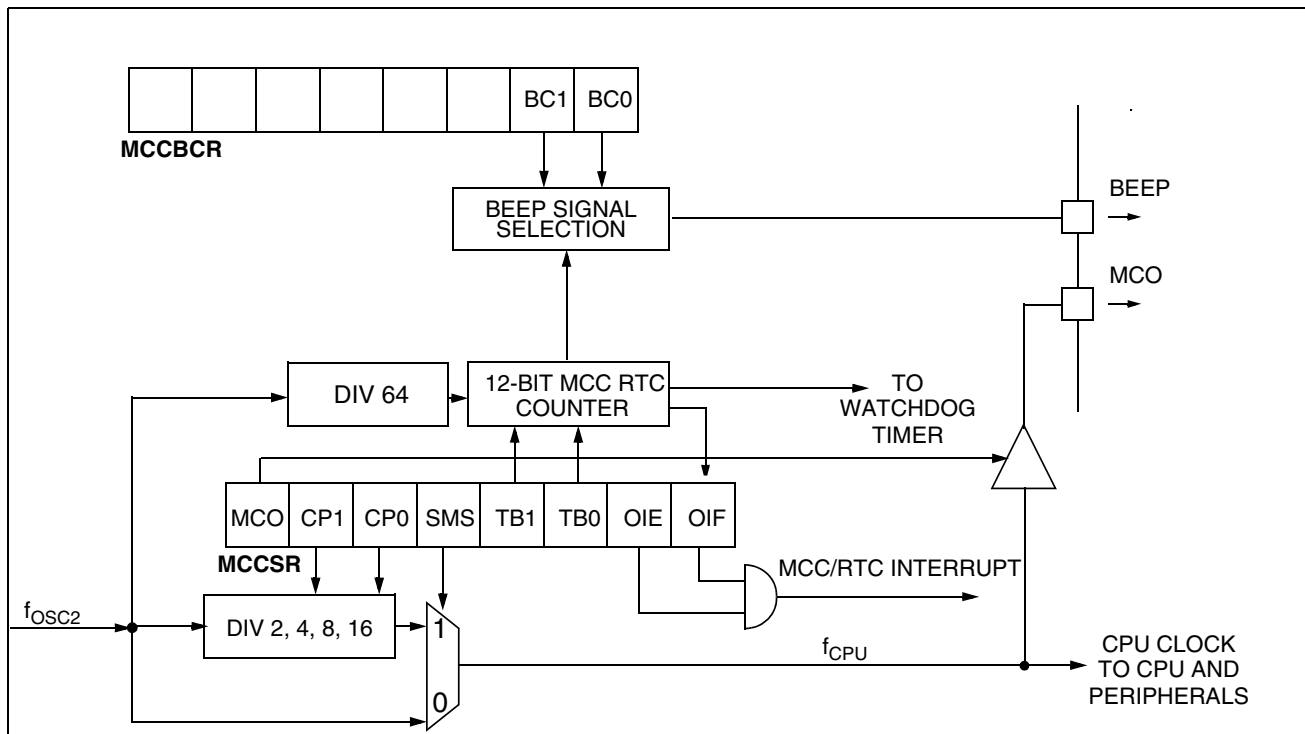 BC1 BC0
MCCBCR
BEEP SIGNAL
SELECTION
BEEP
MCO
DIV 64
12-BIT MCC RTC
COUNTER
TO
WATCHDOG
TIMER
MCO CP1 CP0 SMS TB1 TB0 OIE OIF
MCCSR
MCC/RTC INTERRUPT
fOSC2
DIV 2, 4, 8, 16
1
0
fCPU
CPU CLOCK
TO CPU AND
PERIPHERALS